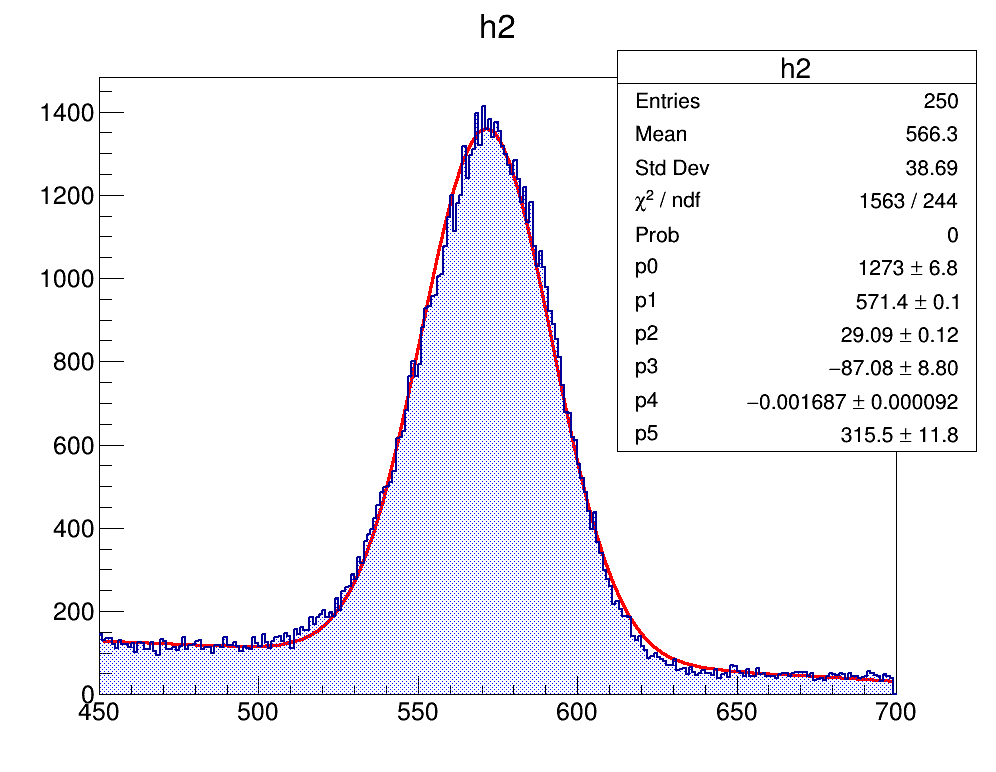 h2
h2
Entries 250
Mean 566.3
Std Dev 38.69
χ² / ndf 1563 / 244
Prob 0
p0 1273 ± 6.8
p1 571.4 ± 0.1
p2 29.09 ± 0.12
p3 −87.08 ± 8.80
p4 −0.001687 ± 0.000092
p5 315.5 ± 11.8
1400
1200
1000
800
600
400
200
0
450 500 550 600 650 700